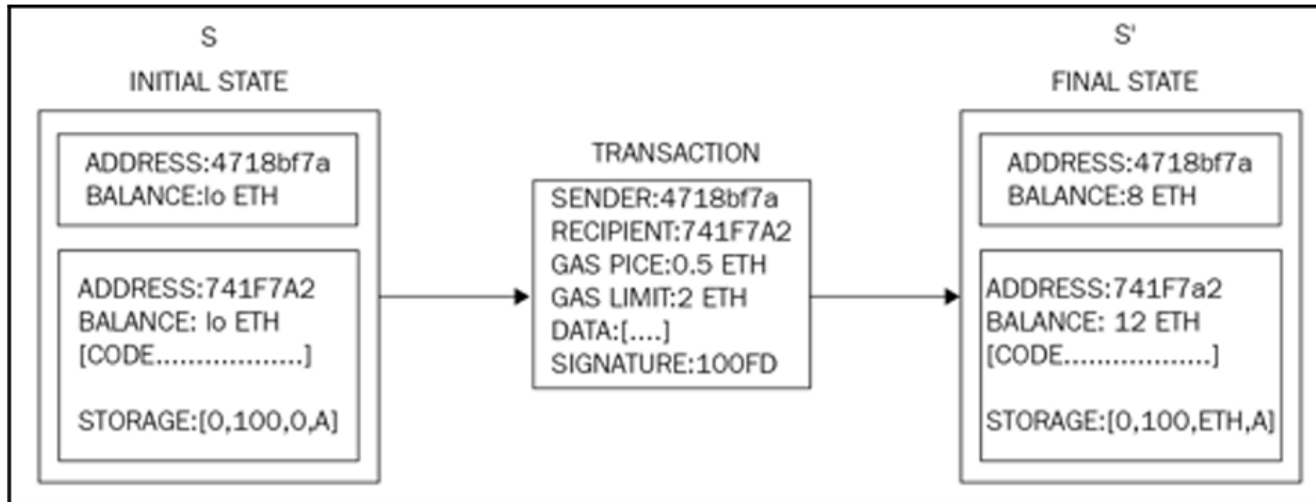 S
INITIAL STATE
ADDRESS:4718bf7a
BALANCE:lo ETH
ADDRESS:741F7A2
BALANCE: lo ETH
[CODE..................]
STORAGE:[0,100,0,A]
TRANSACTION
SENDER:4718bf7a
RECIPIENT:741F7A2
GAS PICE:0.5 ETH
GAS LIMIT:2 ETH
DATA:[....]
SIGNATURE:100FD
S'
FINAL STATE
ADDRESS:4718bf7a
BALANCE:8 ETH
ADDRESS:741F7a2
BALANCE: 12 ETH
[CODE..................]
STORAGE:[0,100,ETH,A]